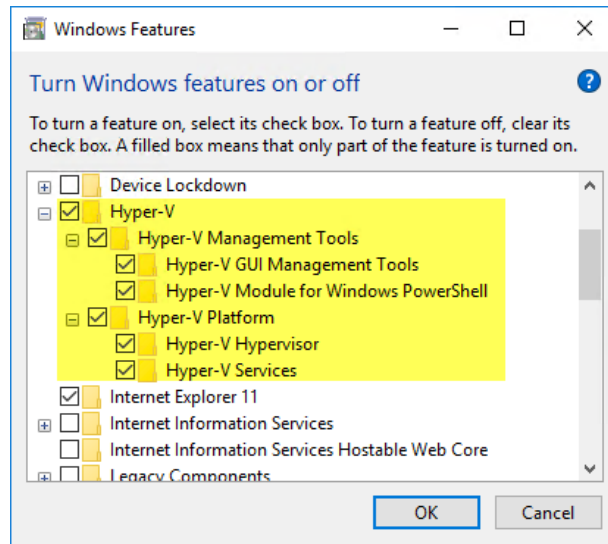 Windows Features
Turn Windows features on or off
To turn a feature on, select its check box. To turn a feature off, clear its
check box. A filled box means that only part of the feature is turned on.
Device Lockdown
Hyper-V
Hyper-V Management Tools
Hyper-V GUI Management Tools
Hyper-V Module for Windows PowerShell
Hyper-V Platform
Hyper-V Hypervisor
Hyper-V Services
Internet Explorer 11
Internet Information Services
Internet Information Services Hostable Web Core
Legacy Components
OK Cancel